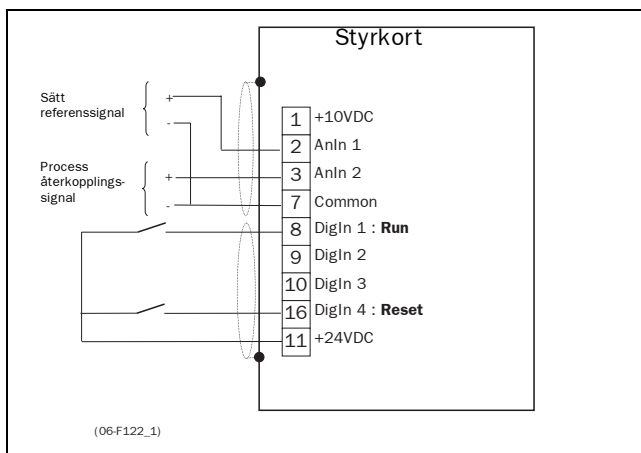 Styrkort
Sätt
referenssignal
+
-
Process
återkopplings-
signal
+
-
1 +10VDC
2 AnIn 1
3 AnIn 2
7 Common
8 DigIn 1 : Run
9 DigIn 2
10 DigIn 3
16 DigIn 4 : Reset
11 +24VDC
(06-F122_1)